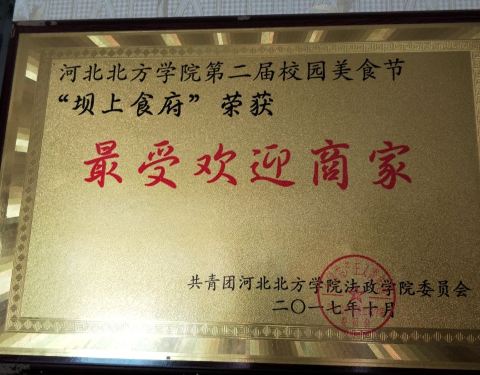 河北北方学院第二届校园美食节
“坝上食府”荣获
最受欢迎商家
共青团河北北方学院法政学院委员会
二〇一七年十月